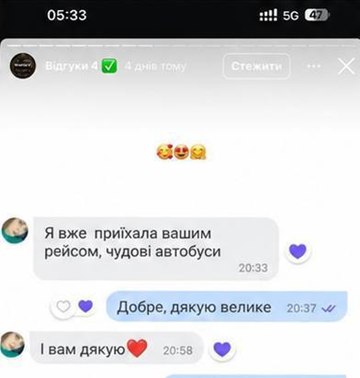 05:33
5G 47
Відгуки 4 ✅ 4 днів тому
Стежити
🥰😍🤗
Я вже приїхала вашим
рейсом, чудові автобуси
20:33
Добре, дякую велике 20:37
І вам дякую❤️ 20:58